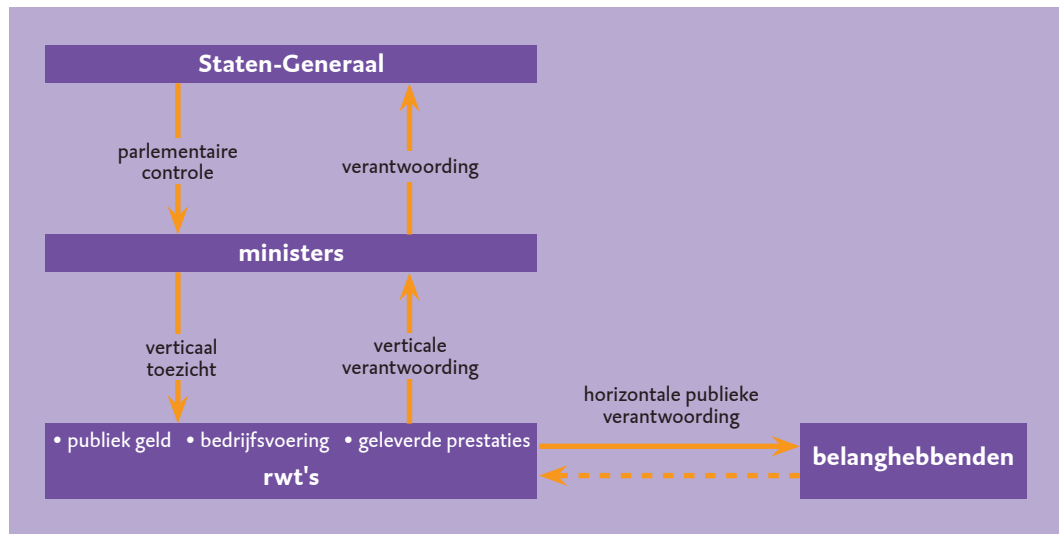 Staten-Generaal
parlementaire
controle
verantwoording
ministers
verticaal
toezicht
verticale
verantwoording
horizontale publieke
verantwoording
• publiek geld • bedrijfsvoering • geleverde prestaties
rwt's
belanghebbenden